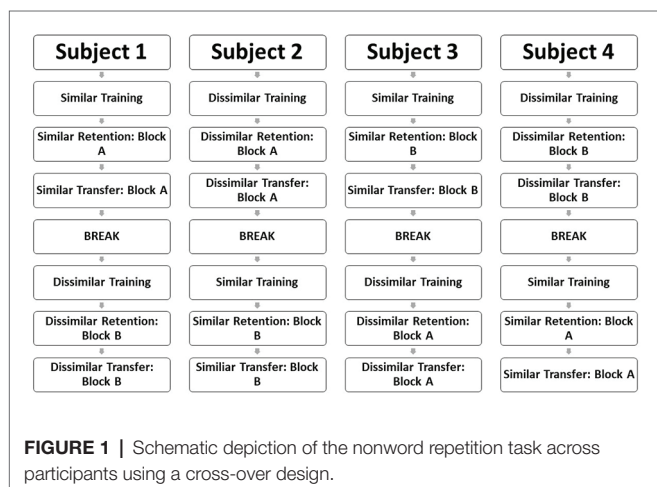 Subject 1
Similar Training
Similar Retention: Block
A
Similar Transfer: Block A
BREAK
Dissimilar Training
Dissimilar Retention:
Block B
Dissimilar Transfer:
Block B
Subject 2
Dissimilar Training
Dissimilar Retention:
Block A
Dissimilar Transfer:
Block A
BREAK
Similar Training
Similar Retention: Block
B
Similiar Transfer: Block
B
Subject 3
Similar Training
Similar Retention: Block
B
Similar Transfer: Block B
BREAK
Dissimilar Training
Dissimilar Retention:
Block A
Dissimilar Transfer:
Block A
Subject 4
Dissimilar Training
Dissimilar Retention:
Block B
Dissimilar Transfer:
Block B
BREAK
Similar Training
Similar Retention: Block
A
Similar Transfer: Block A
FIGURE 1 | Schematic depiction of the nonword repetition task across
participants using a cross-over design.